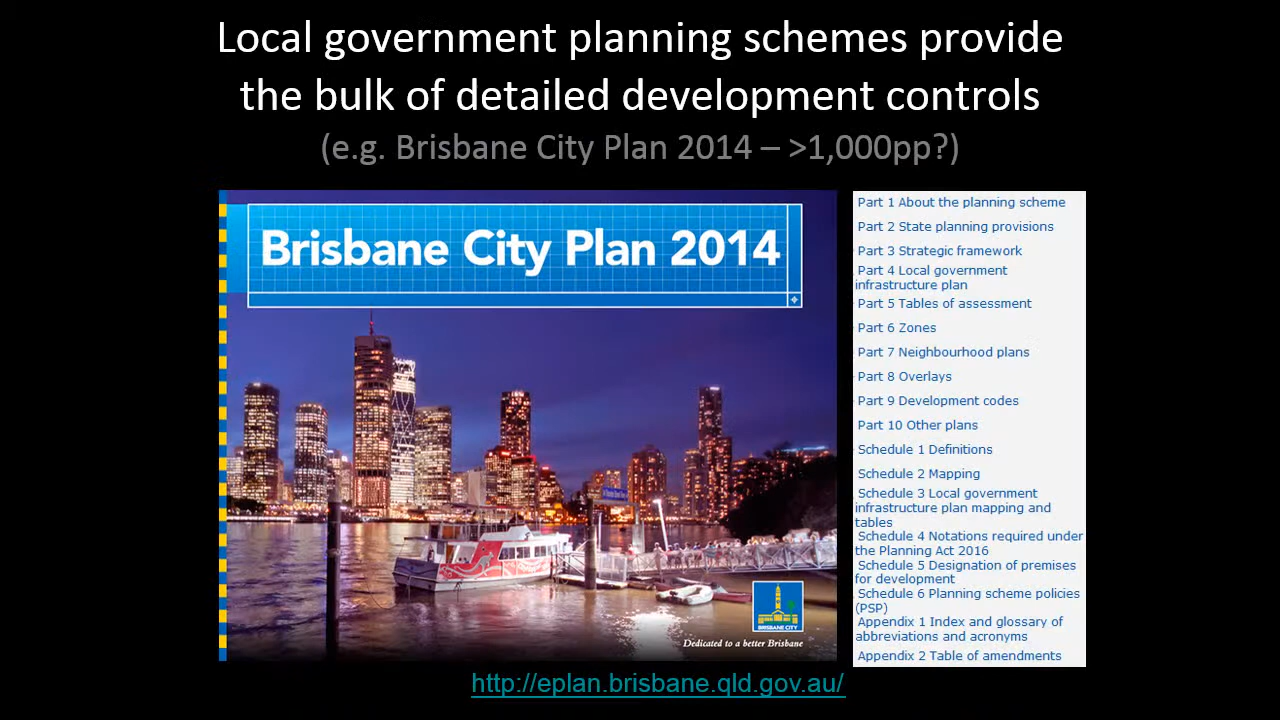 Local government planning schemes provide
the bulk of detailed development controls
(e.g. Brisbane City Plan 2014 – >1,000pp?)
Brisbane City Plan 2014
BRISBANE CITY
Dedicated to a better Brisbane
Part 1 About the planning scheme
Part 2 State planning provisions
Part 3 Strategic framework
Part 4 Local government
infrastructure plan
Part 5 Tables of assessment
Part 6 Zones
Part 7 Neighbourhood plans
Part 8 Overlays
Part 9 Development codes
Part 10 Other plans
Schedule 1 Definitions
Schedule 2 Mapping
Schedule 3 Local government
infrastructure plan mapping and
tables
Schedule 4 Notations required under
the Planning Act 2016
Schedule 5 Designation of premises
for development
Schedule 6 Planning scheme policies
(PSP)
Appendix 1 Index and glossary of
abbreviations and acronyms
Appendix 2 Table of amendments
http://eplan.brisbane.qld.gov.au/